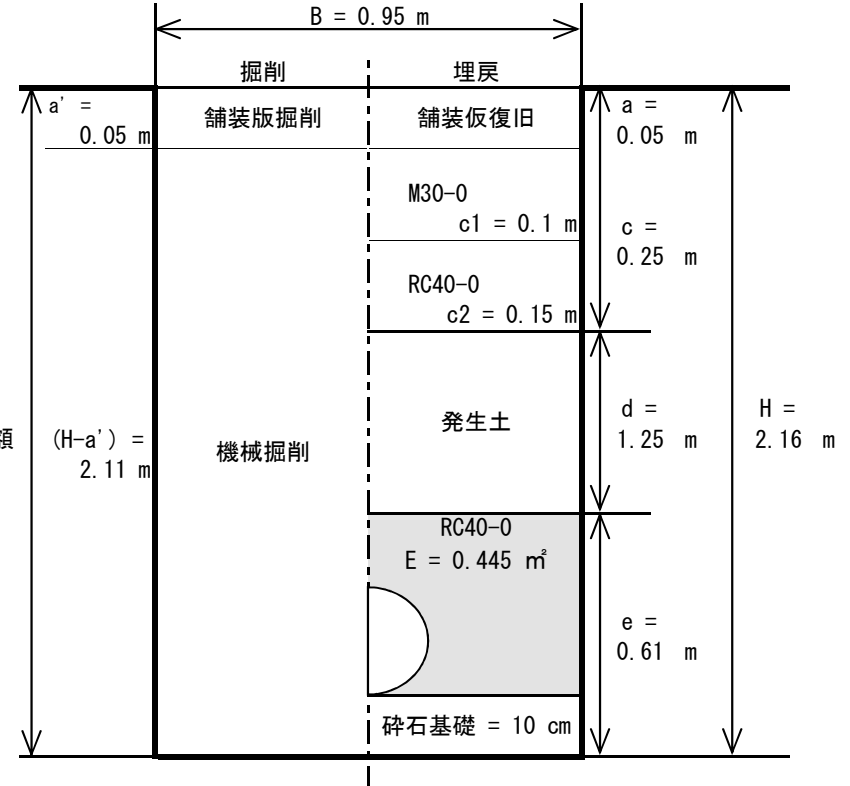 B = 0.95 m
掘削
埋戻
a' =
0.05 m
舗装版掘削
舗装仮復旧
a =
0.05 m
M30-0
c1 = 0.1 m
c =
0.25 m
RC40-0
c2 = 0.15 m
額
(H-a') =
2.11 m
機械掘削
発生土
d =
1.25 m
H =
2.16 m
RC40-0
E = 0.445 ㎡
e =
0.61 m
砕石基礎 = 10 cm